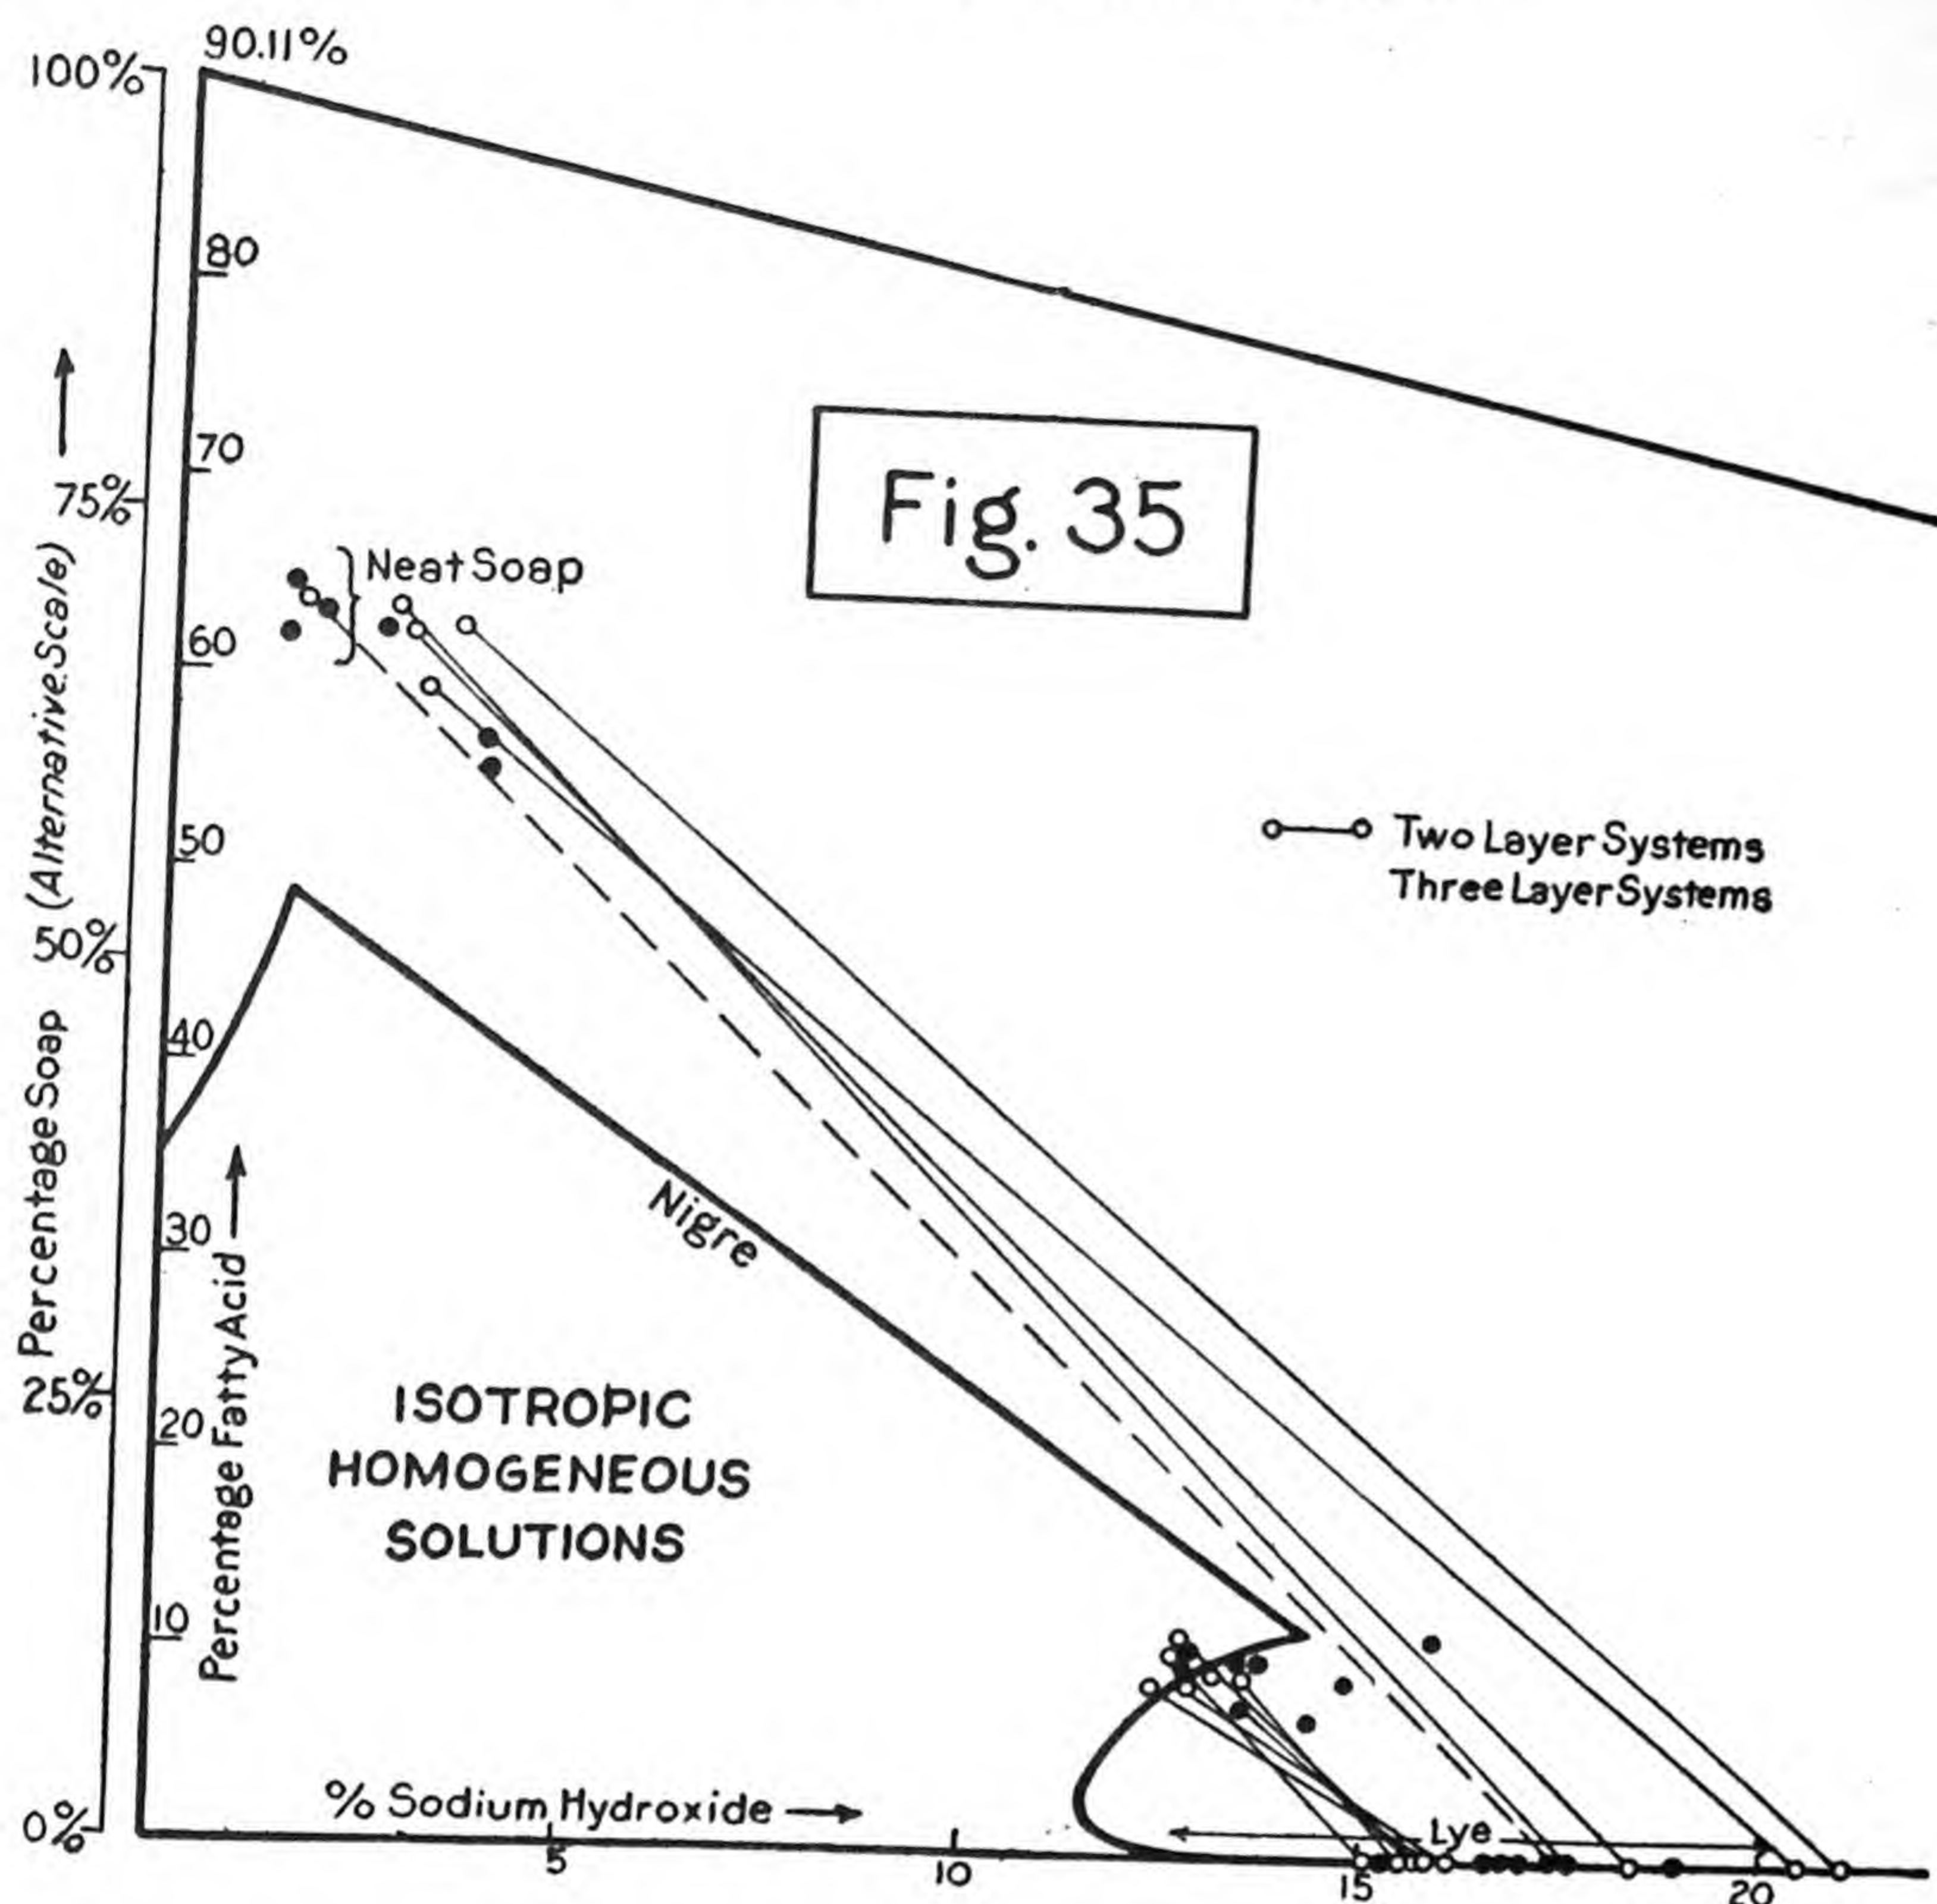 90.11%
100%
80
70
75%
Fig. 35
Neat Soap
60
Two Layer Systems
Three Layer Systems
50
50%
40
Percentage Soap (Alternative Scale)
30
Nigre
25%
20
Percentage Fatty Acid
ISOTROPIC
HOMOGENEOUS
SOLUTIONS
10
% Sodium Hydroxide
Lye
0%
5
10
15
20